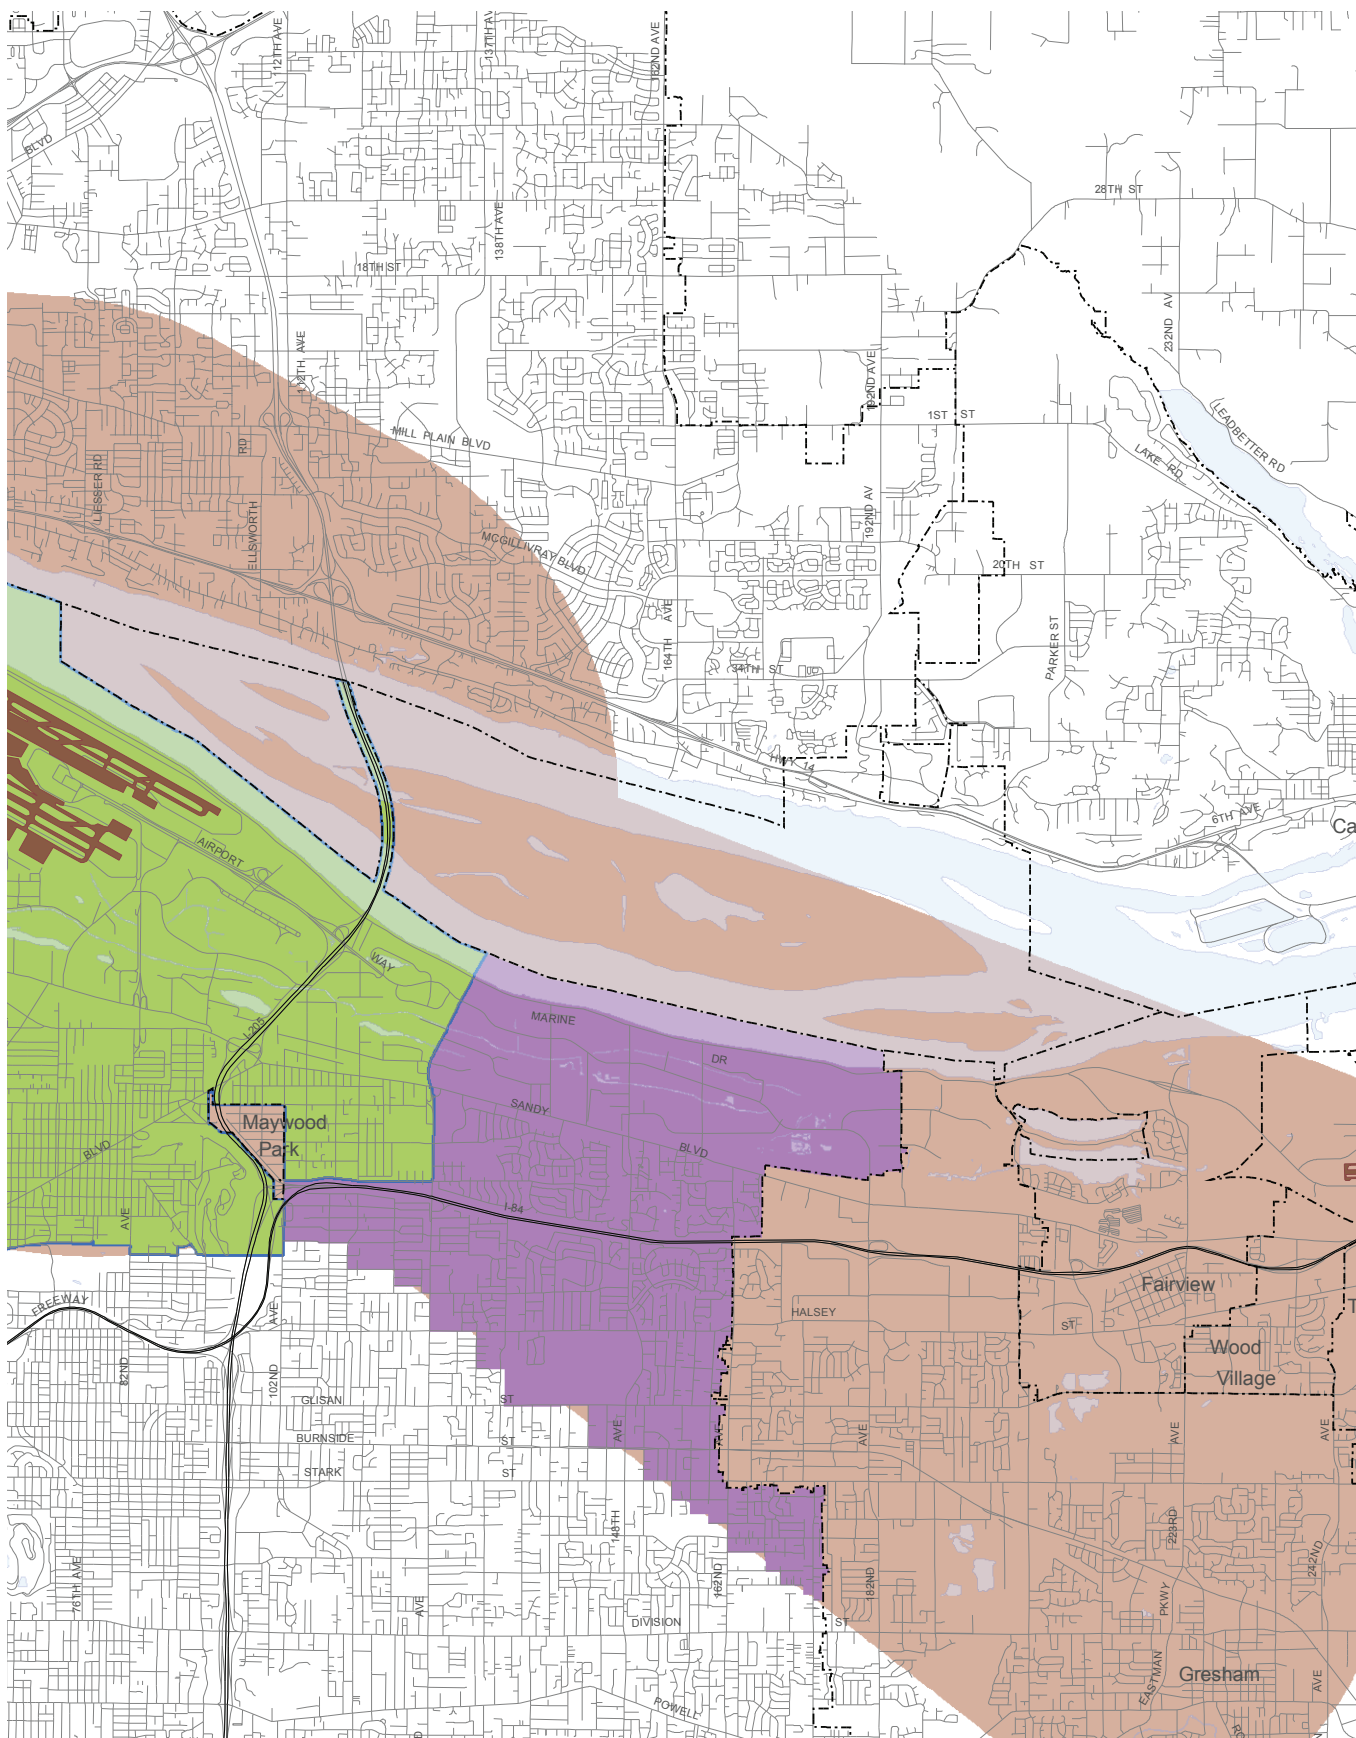 112TH AVE
137TH AV
162ND AVE
BLVD
28TH ST
138TH AVE
18TH ST
232ND AV
112TH AVE
192ND AVE
1ST ST
LEADBETTER RD
MILL PLAIN BLVD
RD
LAKE RD
LIESSER RD
192ND AV
ELLSWORTH
MCGILLIVRAY BLVD
20TH ST
164TH AVE
PARKER ST
34TH ST
HWY 14
6TH AVE
Ca
AIRPORT
WAY
MARINE
I-205
DR
SANDY
Maywood
Park
BLVD
BLVD
I-84
AVE
Fairview
FREEWAY
AVE
HALSEY
ST
T
Wood
Village
82ND
102ND
GLISAN
ST
BURNSIDE
ST
AVE
AVE
AVE
AVE
AVE
STARK
ST
148TH
223RD
242ND
76TH AVE
AVE
162ND
182ND
PKWY
DIVISION
ST
EASTMAN
Gresham
AVE
POWELL
D